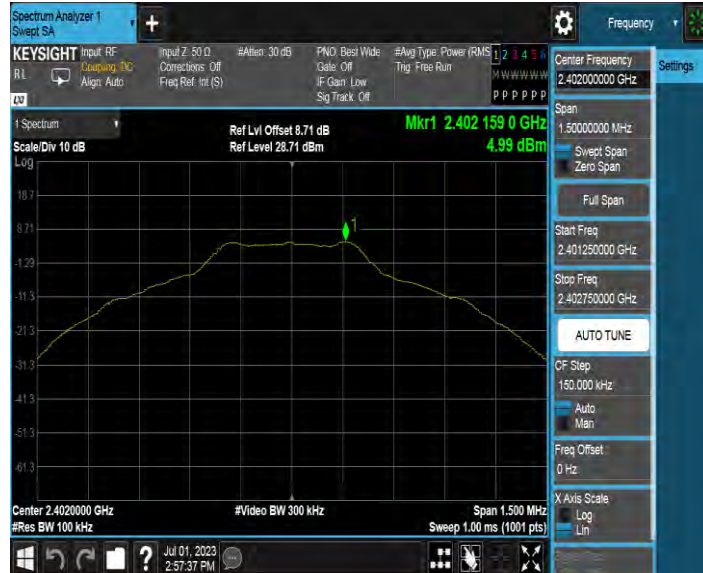 Spectrum Analyzer 1
Swept SA
+
Frequency
KEYSIGHT
RL
LXI
Input: RF
Coupling: DC
Align: Auto
Input Z: 50 Ω
Corrections: Off
Freq Ref: Int (S)
#Atten: 30 dB
PNO: Best Wide
Gate: Off
IF Gain: Low
Sig Track: Off
#Avg Type: Power (RMS
Trig: Free Run
1 2 3 4 5 6
M W W W W W
P P P P P P
Center Frequency
2.402000000 GHz
Settings
Span
1.50000000 MHz
Swept Span
Zero Span
Full Span
Start Freq
2.401250000 GHz
Stop Freq
2.402750000 GHz
AUTO TUNE
CF Step
150.000 kHz
Auto
Man
Freq Offset
0 Hz
X Axis Scale
Log
Lin
1 Spectrum
Scale/Div 10 dB
Ref Lvl Offset 8.71 dB
Ref Level 28.71 dBm
Mkr1 2.402 159 0 GHz
4.99 dBm
Log
18.7
8.71
-1.29
-11.3
-21.3
-31.3
-41.3
-51.3
-61.3
1
Center 2.4020000 GHz
#Res BW 100 kHz
#Video BW 300 kHz
Span 1.500 MHz
Sweep 1.00 ms (1001 pts)
?
Jul 01, 2023
2:57:37 PM